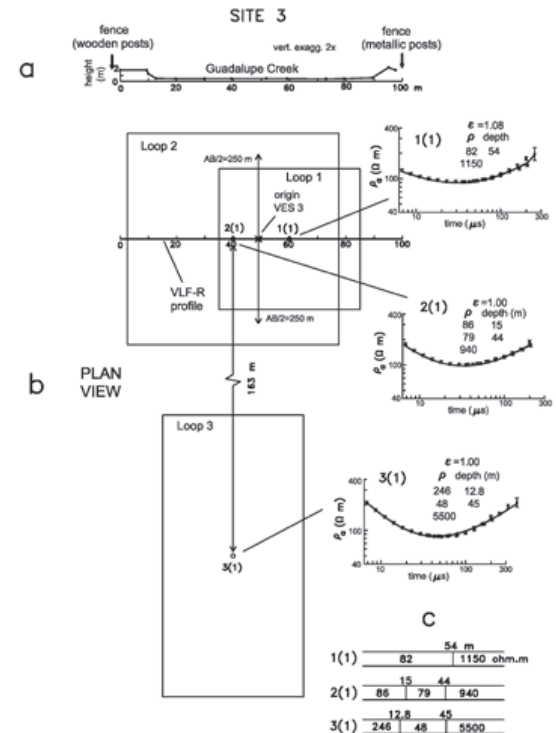 SITE 3
fence
(wooden posts)
fence
(metallic posts)
vert. exagg. 2x
a
height
(m)
2
0
Guadalupe Creek
0 20 40 60 80 100 m
Loop 2
AB/2=250 m
Loop 1
origin
VES 3
2(1)
1(1)
0 20 40 60 80 100
VLF-R
profile
AB/2=250 m
1(1)
ε=1.08
ρ depth
82 54
1150
400
100
40
ρa (Ω m)
10 100 300
time (μs)
2(1)
ε=1.00
ρ depth (m)
86 15
79 44
940
400
100
40
ρa (Ω m)
10 100 300
time (μs)
b
PLAN
VIEW
163 m
Loop 3
3(1)
3(1)
ε=1.00
ρ depth (m)
246 12.8
48 45
5500
400
100
40
ρa (Ω m)
10 100 300
time (μs)
C
54 m
1(1) 82 1150 ohm.m
15 44
2(1) 86 79 940
12.8 45
3(1) 246 48 5500